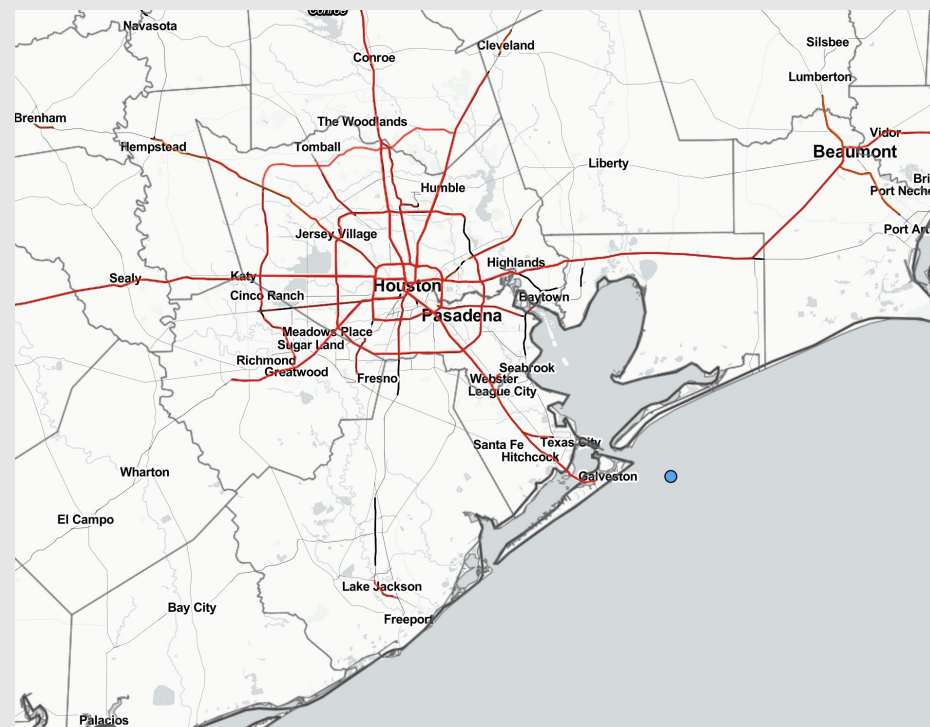 Conroe
Navasota
Silsbee
Cleveland
Conroe
Lumberton
Brenham
The Woodlands
Vidor
Hempstead
Tomball
Beaumont
Liberty
Humble
Bri
Port Neche
Port Art
Jersey Village
Highlands
Sealy
Katy
Houston
Cinco Ranch
Baytown
Pasadena
Meadows Place
Sugar Land
Richmond
Greatwood
Seabrook
Fresno
Webster
League City
Santa Fe
Texas City
Hitchcock
Wharton
Galveston
El Campo
Lake Jackson
Bay City
Freeport
Palacios